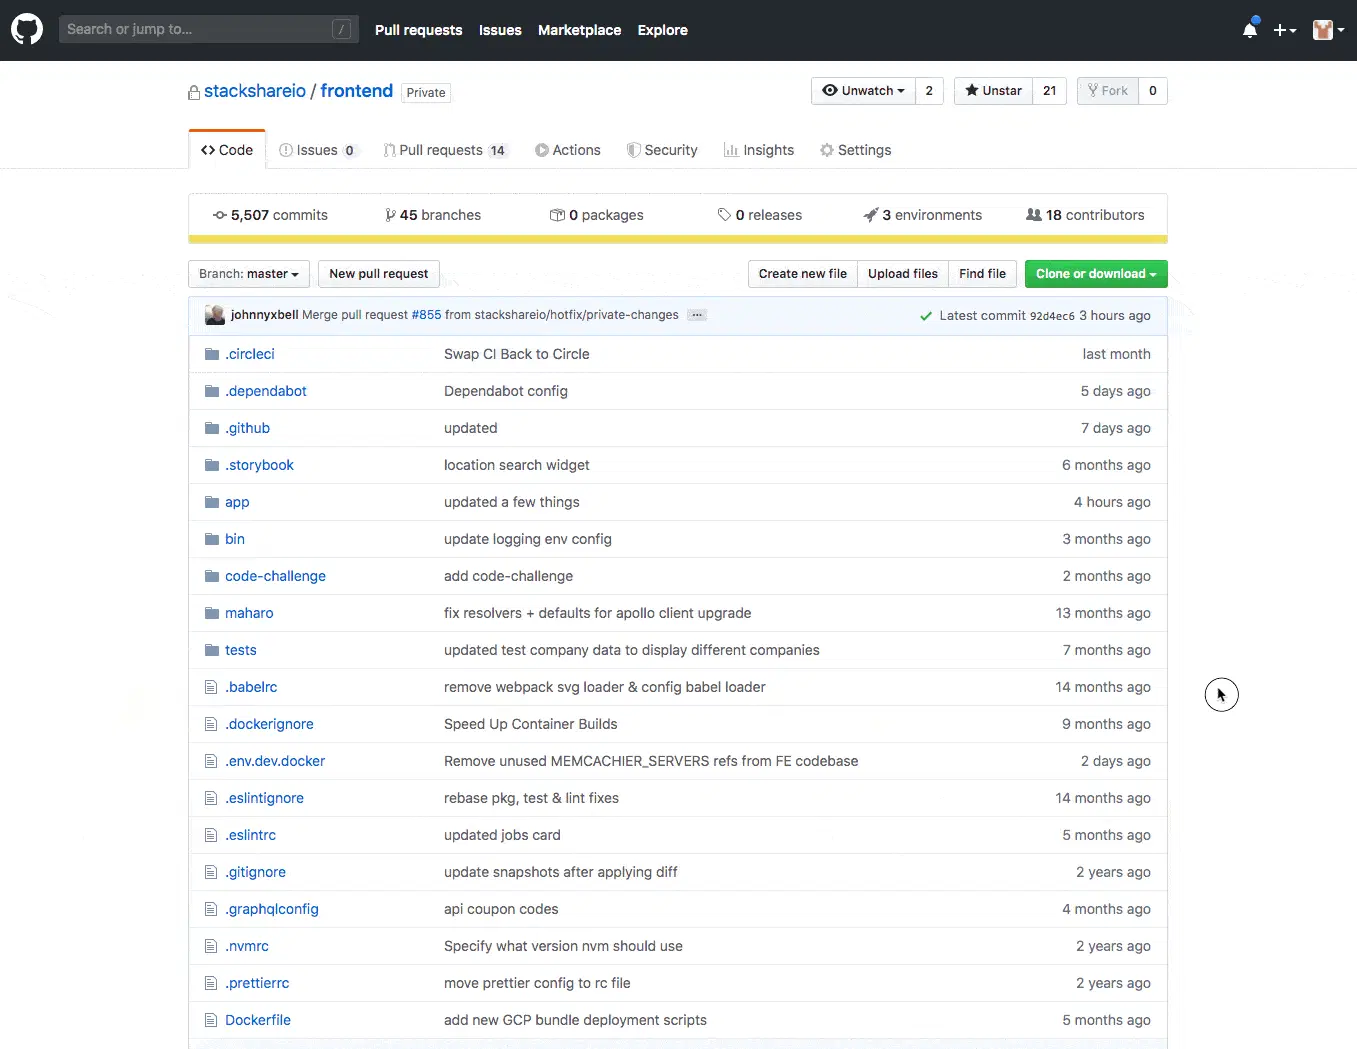 Search or jump to... / Pull requests Issues Marketplace Explore
stackshareio / frontend Private Unwatch 2 Unstar 21 Fork 0
Code Issues 0 Pull requests 14 Actions Security Insights Settings
5,507 commits 45 branches 0 packages 0 releases 3 environments 18 contributors
Branch: master New pull request Create new file Upload files Find file Clone or download
johnnyxbell Merge pull request #855 from stackshareio/hotfix/private-changes ... Latest commit 92d4ec6 3 hours ago
.circleci Swap CI Back to Circle last month
.dependabot Dependabot config 5 days ago
.github updated 7 days ago
.storybook location search widget 6 months ago
app updated a few things 4 hours ago
bin update logging env config 3 months ago
code-challenge add code-challenge 2 months ago
maharo fix resolvers + defaults for apollo client upgrade 13 months ago
tests updated test company data to display different companies 7 months ago
.babelrc remove webpack svg loader & config babel loader 14 months ago
.dockerignore Speed Up Container Builds 9 months ago
.env.dev.docker Remove unused MEMCACHIER_SERVERS refs from FE codebase 2 days ago
.eslintignore rebase pkg, test & lint fixes 14 months ago
.eslintrc updated jobs card 5 months ago
.gitignore update snapshots after applying diff 2 years ago
.graphqlconfig api coupon codes 4 months ago
.nvmrc Specify what version nvm should use 2 years ago
.prettierrc move prettier config to rc file 2 years ago
Dockerfile add new GCP bundle deployment scripts 5 months ago